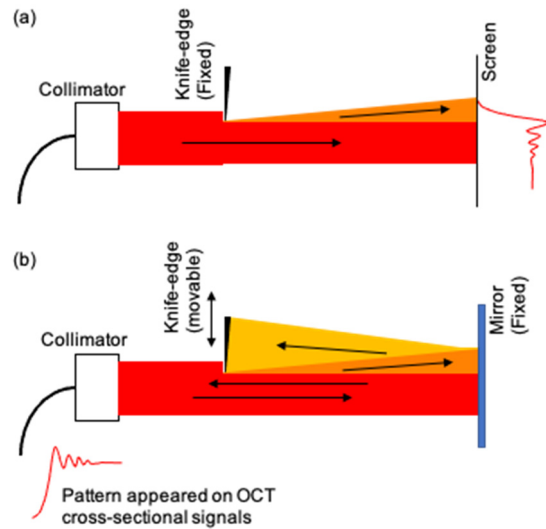 (a)
Collimator
Knife-edge
(Fixed)
Screen
(b)
Collimator
Knife-edge
(movable)
Mirror
(Fixed)
Pattern appeared on OCT
cross-sectional signals